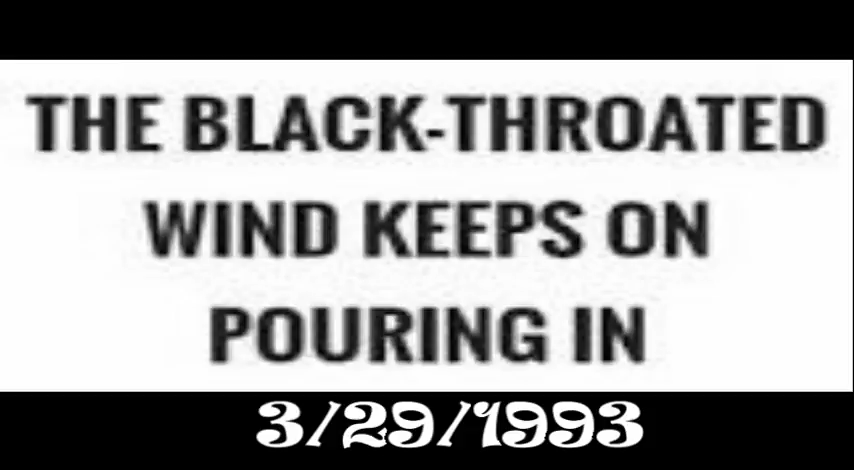 THE BLACK-THROATED
WIND KEEPS ON
POURING IN
3/29/1993